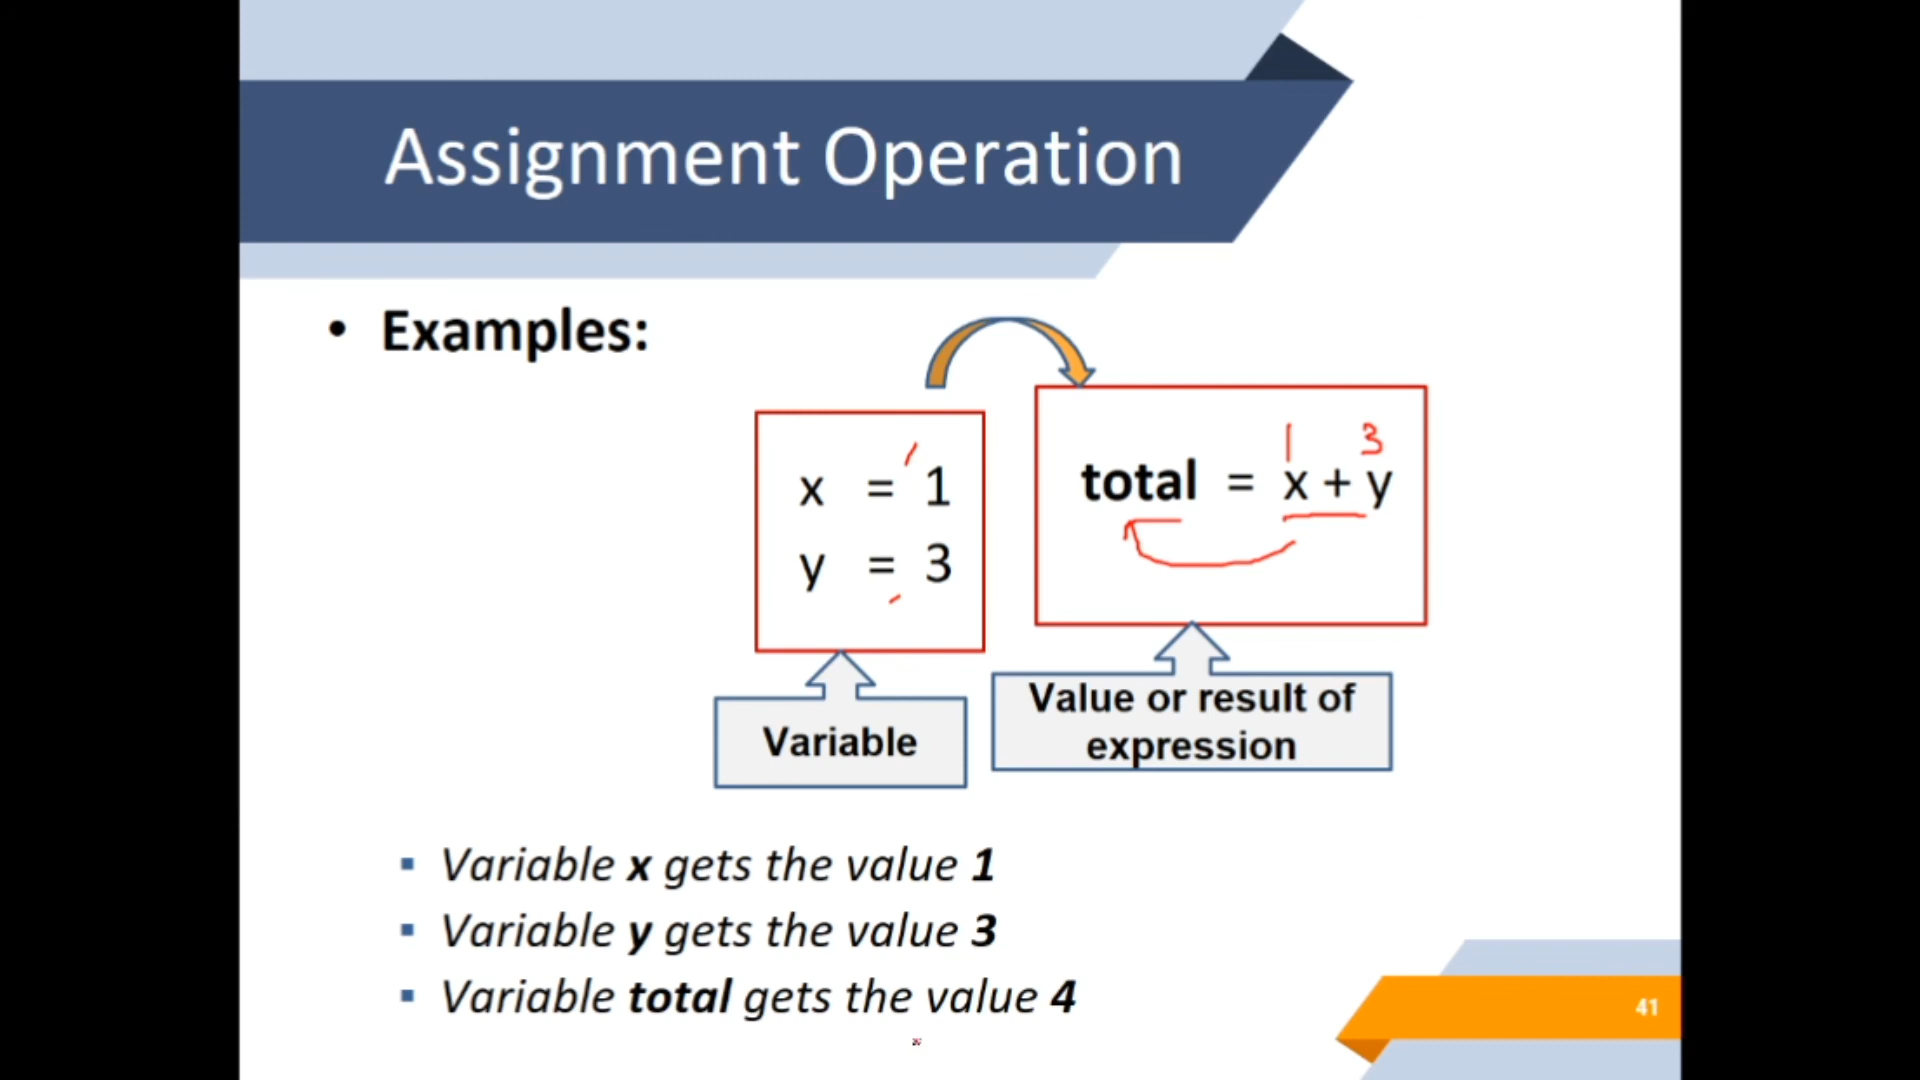 Assignment Operation
• Examples:
x = 1
y = 3
1 3
total = x + y
Variable
Value or result of
expression
▪ Variable x gets the value 1
▪ Variable y gets the value 3
▪ Variable total gets the value 4
41